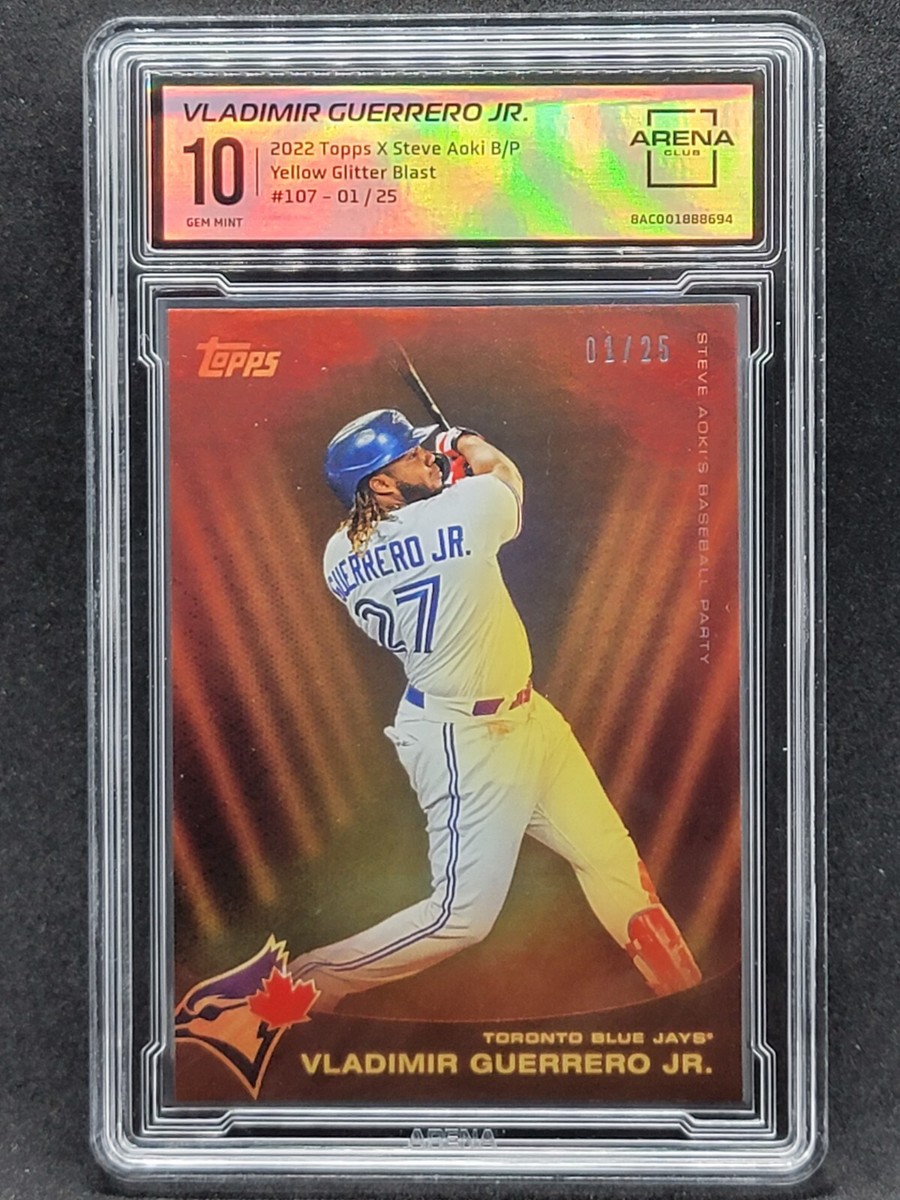 VLADIMIR GUERRERO JR.
10
GEM MINT
2022 Topps X Steve Aoki B/P
Yellow Glitter Blast
#107 - 01 / 25
ARENA
CLUB
8AC001888694
TOPPS
01/25
STEVE AOKI'S BASEBALL PARTY
GUERRERO JR.
27
TORONTO BLUE JAYS®
VLADIMIR GUERRERO JR.
ARENA